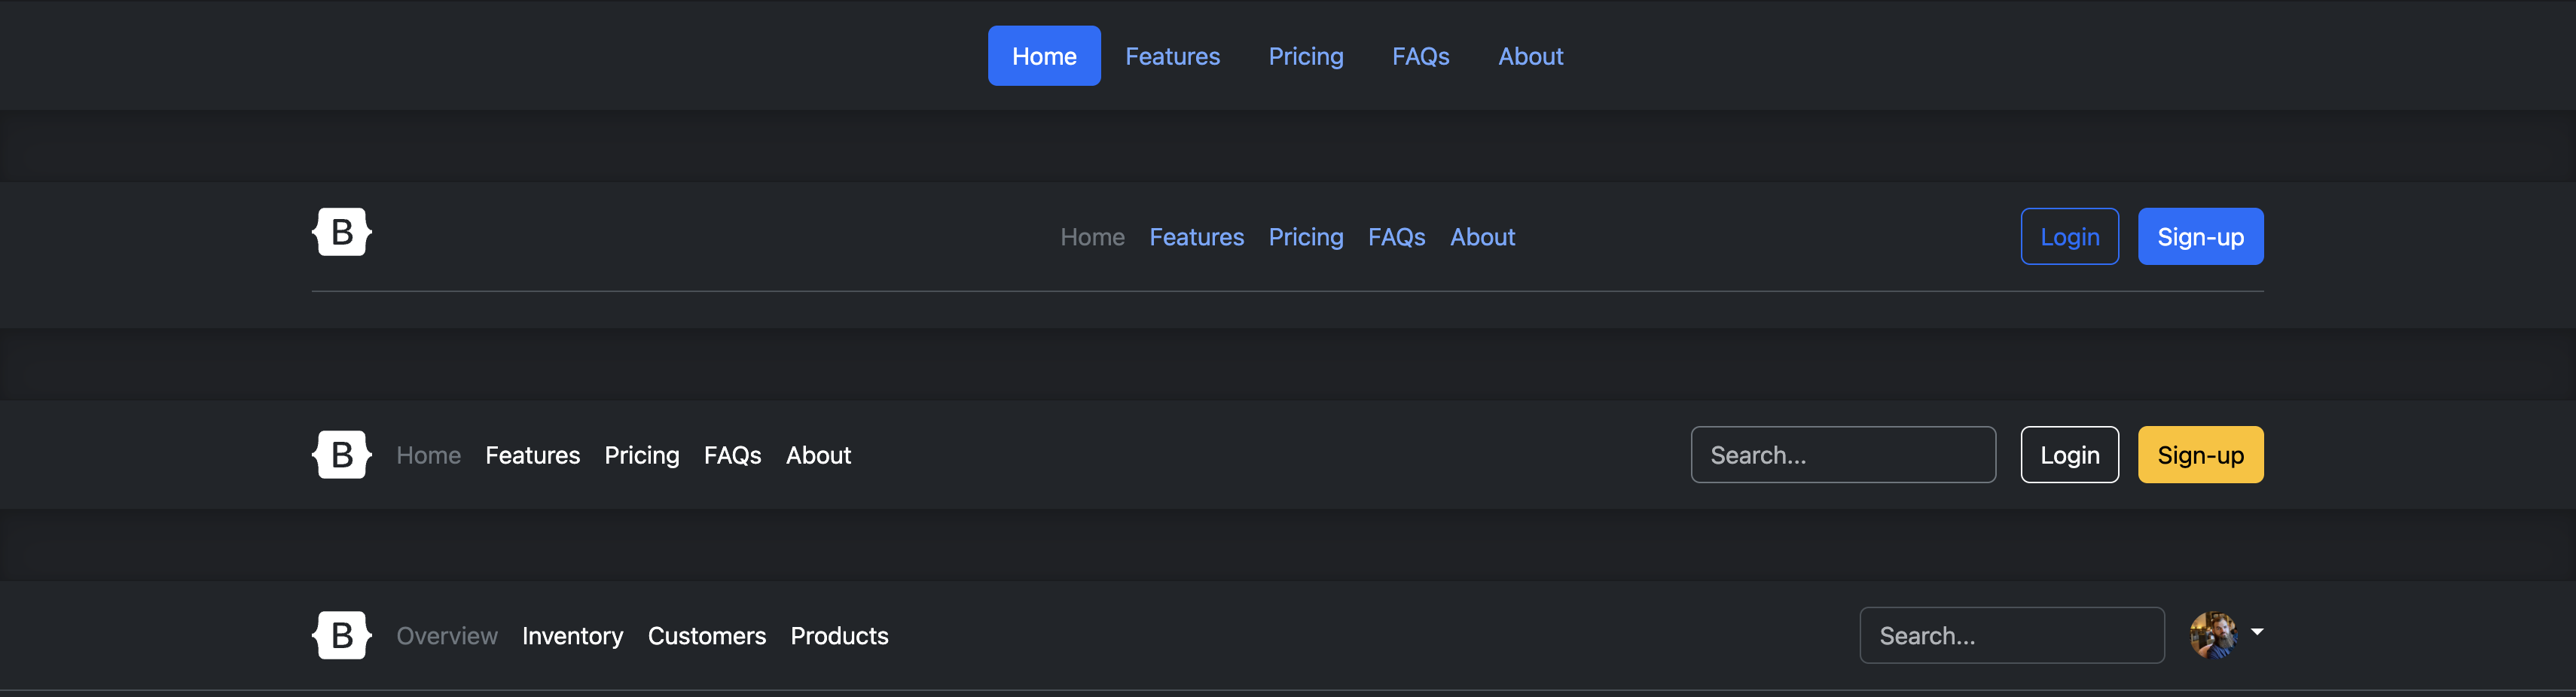 Home Features Pricing FAQs About
B Home Features Pricing FAQs About Login Sign-up
B Home Features Pricing FAQs About Search... Login Sign-up
B Overview Inventory Customers Products Search...